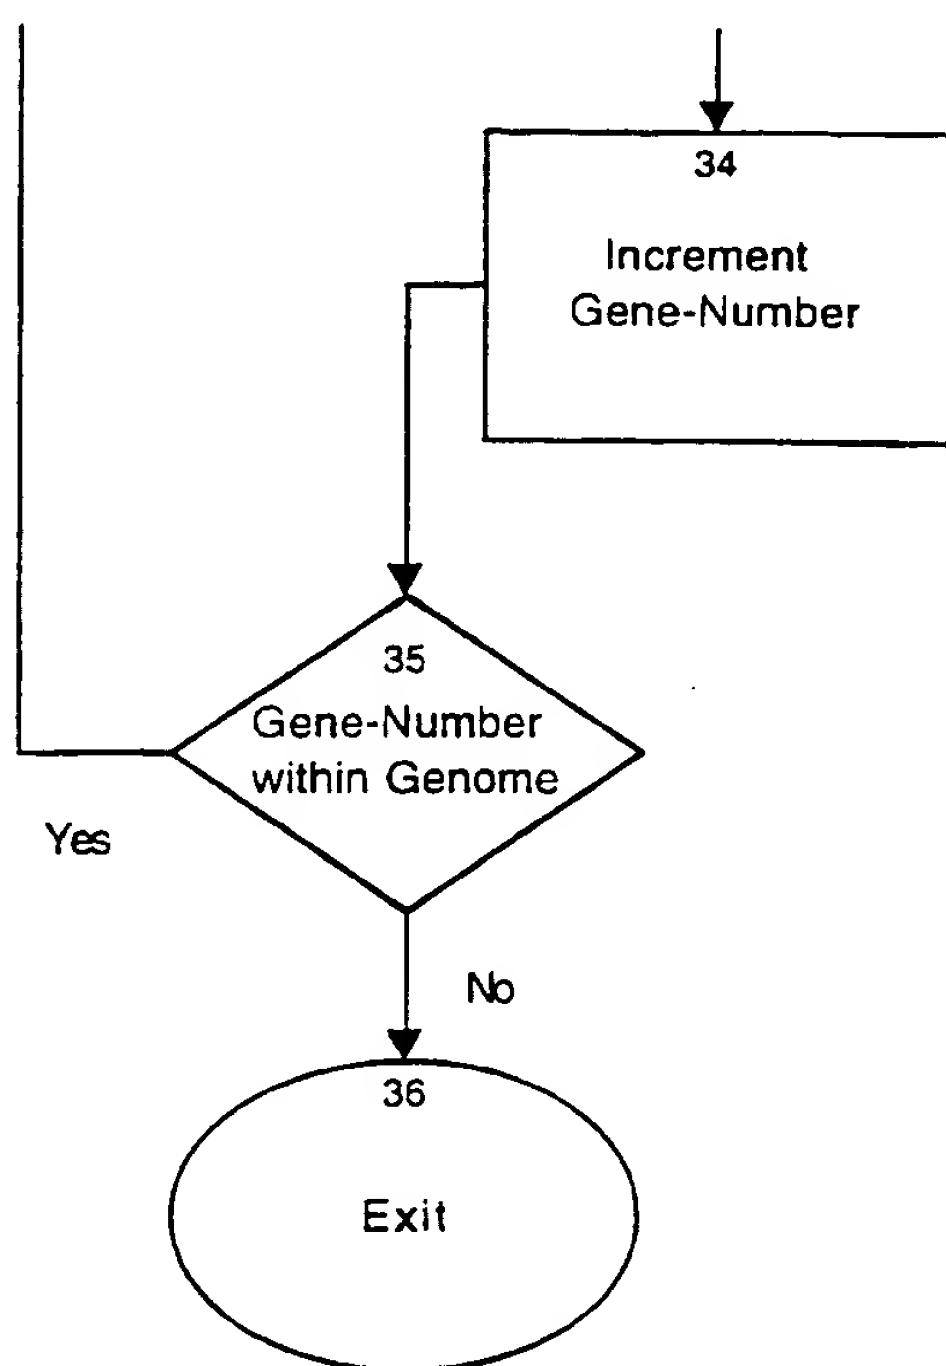 34
Increment
Gene-Number
35
Gene-Number
within Genome
Yes
No
36
Exit